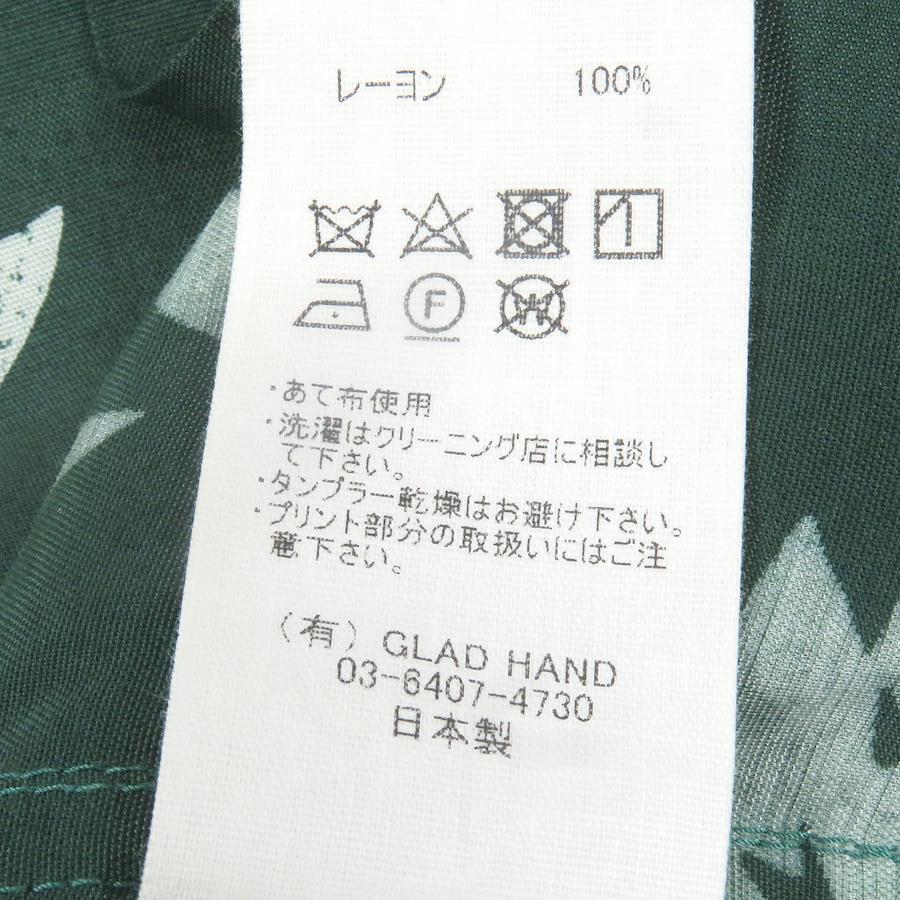 レーヨン 100%
F
W
・あて布使用
・洗濯はクリーニング店に相談し
て下さい。
・タンブラー乾燥はお避け下さい。
・プリント部分の取扱いにはご注
意下さい。
(有) GLAD HAND
03-6407-4730
日本製